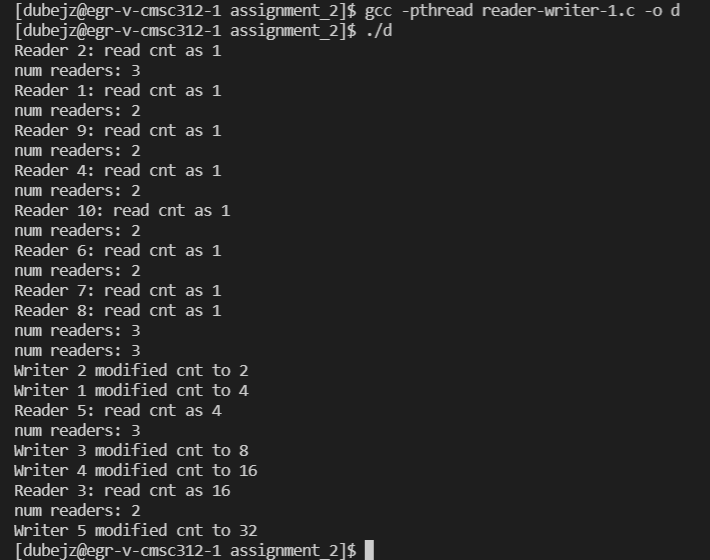 [dubejz@egr-v-cmsc312-1 assignment_2]$ gcc -pthread reader-writer-1.c -o d
[dubejz@egr-v-cmsc312-1 assignment_2]$ ./d
Reader 2: read cnt as 1
num readers: 3
Reader 1: read cnt as 1
num readers: 2
Reader 9: read cnt as 1
num readers: 2
Reader 4: read cnt as 1
num readers: 2
Reader 10: read cnt as 1
num readers: 2
Reader 6: read cnt as 1
num readers: 2
Reader 7: read cnt as 1
Reader 8: read cnt as 1
num readers: 3
num readers: 3
Writer 2 modified cnt to 2
Writer 1 modified cnt to 4
Reader 5: read cnt as 4
num readers: 3
Writer 3 modified cnt to 8
Writer 4 modified cnt to 16
Reader 3: read cnt as 16
num readers: 2
Writer 5 modified cnt to 32
[dubejz@egr-v-cmsc312-1 assignment_2]$